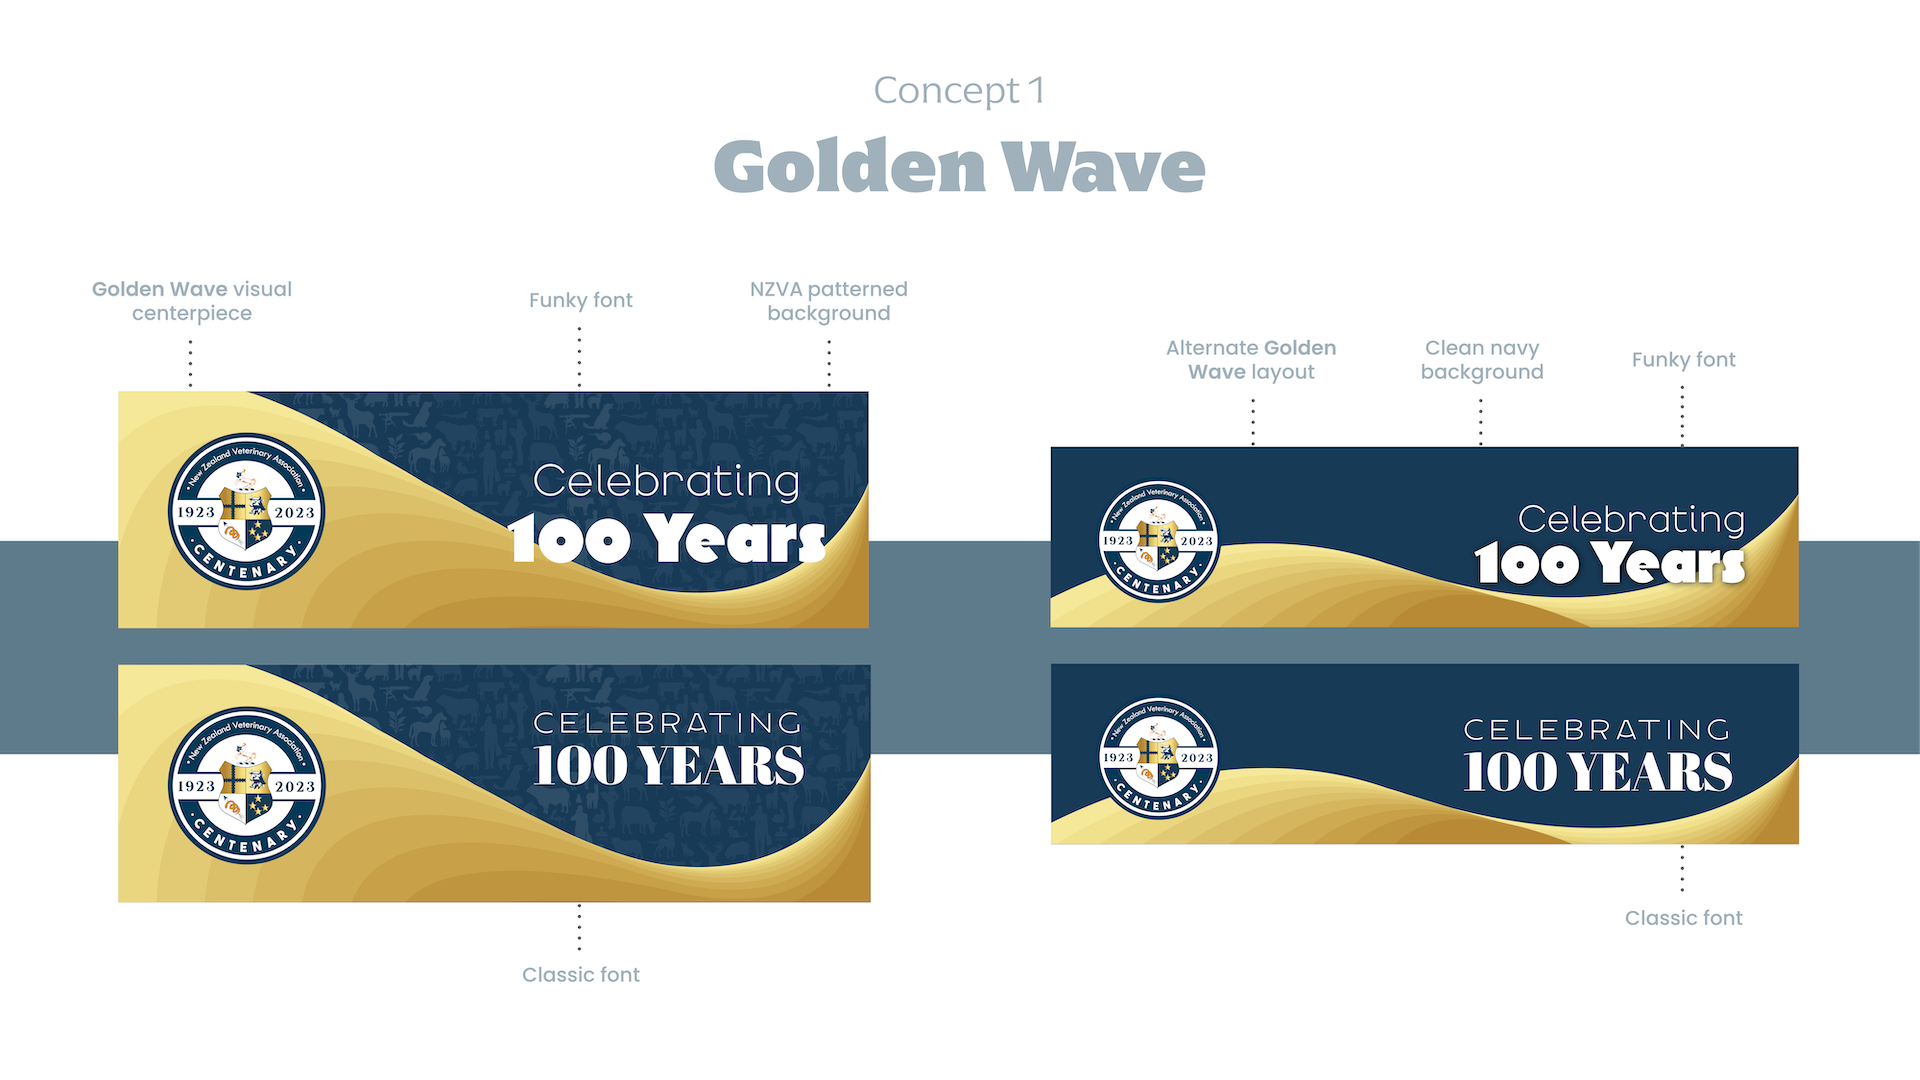 Concept 1
Golden Wave
Golden Wave visual
centerpiece
Funky font
NZVA patterned
background
Alternate Golden
Wave layout
Clean navy
background
Funky font
• New Zealand Veterinary Association •
1923 2023
• CENTENARY •
Celebrating
100 Years
• New Zealand Veterinary Association •
1923 2023
• CENTENARY •
Celebrating
100 Years
• New Zealand Veterinary Association •
1923 2023
• CENTENARY •
CELEBRATING
100 YEARS
• New Zealand Veterinary Association •
1923 2023
• CENTENARY •
CELEBRATING
100 YEARS
Classic font
Classic font